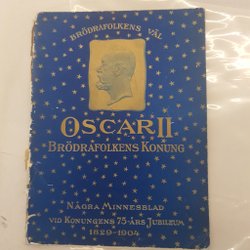 BRÖDRAFOLKENS VÄL
OSCAR II
BRÖDRAFOLKENS KONUNG
NÅGRA MINNESBLAD
VID KONUNGENS 75-ÅRS JUBILEUM
1829-1904